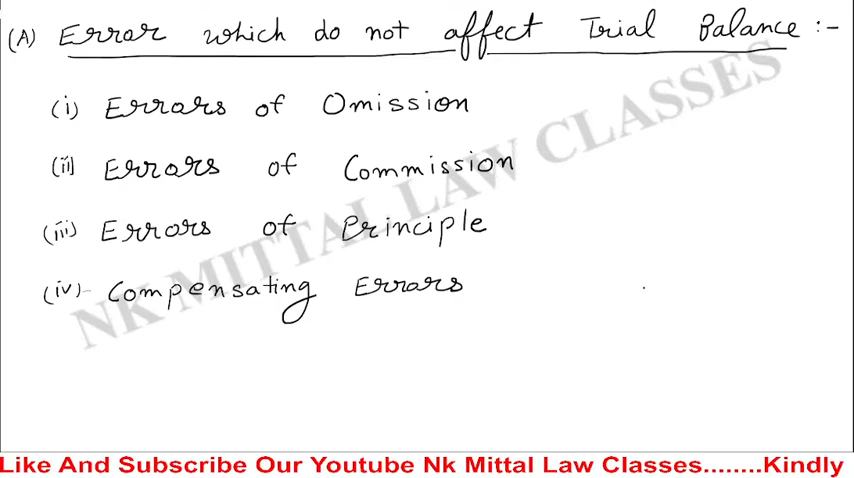 (A) Error which do not affect Trial Balance :-
(i) Errors of Omission
(ii) Errors of Commission
(iii) Errors of Principle
(iv) - Compensating Errors
NK MITTAL LAW CLASSES
Like And Subscribe Our Youtube Nk Mittal Law Classes........Kindly